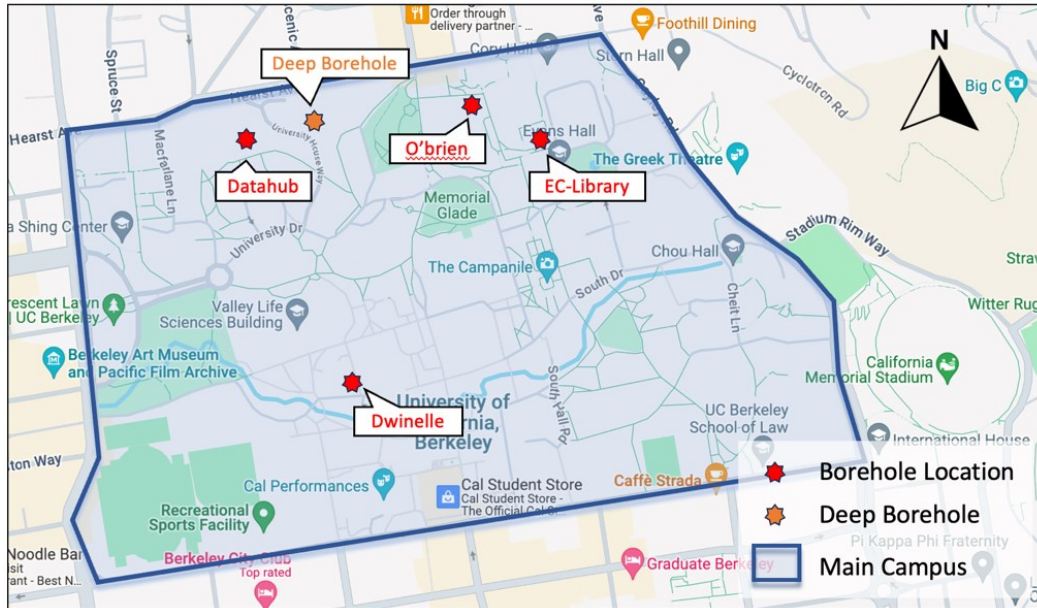 Order through
delivery partner - ...
Foothill Dining
Spruce St
Cory Hall
Stern Hall
N
Deep Borehole
Cyclotron Rd
Big C
Hearst Ave
O'brien
Evans Hall
The Greek Theatre
Macfarlane Ln
University House Way
Datahub
EC-Library
Memorial
Glade
a Shing Center
University Dr
Chou Hall
Stadium Rim Way
The Campanile
South Dr
Cheit Ln
Straw
rescent Lawn
UC Berkeley
Valley Life
Sciences Building
Witter Rug
Berkeley Art Museum
and Pacific Film Archive
California
Memorial Stadium
University of
Berkeley
Dwinelle
South Hall Rd
UC Berkeley
School of Law
International House
ton Way
Cal Performances
Cal Student Store
Cal Student Store -
The Official Cal S...
Caffè Strada
Borehole Location
Recreational
Sports Facility
Deep Borehole
Pi Kappa Phi Fraternity
Noodle Bar
isit
rant - Best N...
Berkeley City Club
Top rated
Graduate Berkeley
Main Campus